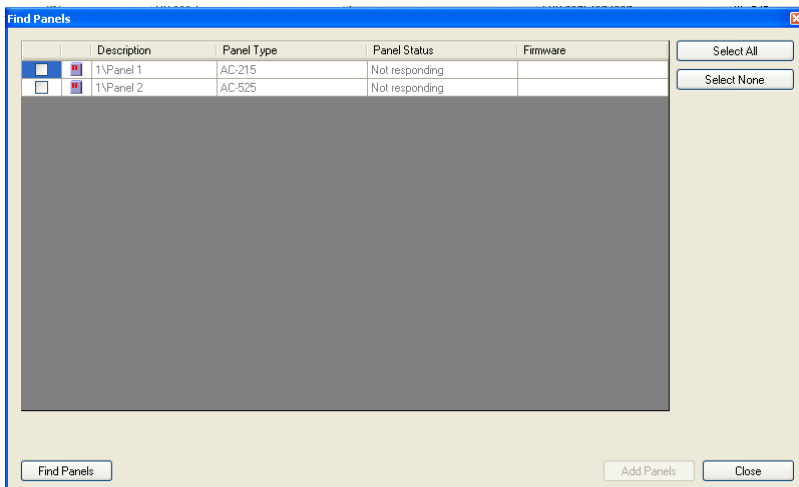 Find Panels
Description Panel Type Panel Status Firmware
Select All
1\Panel 1 AC-215 Not responding
1\Panel 2 AC-525 Not responding
Select None
Find Panels Add Panels Close